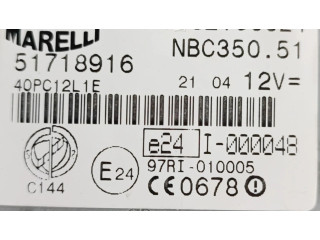 MARELLI
51718916
NBC350.51
40PC12L1E
21 04 12V=
e24 I-000048
E24
97RI-010005
C144
CE0678